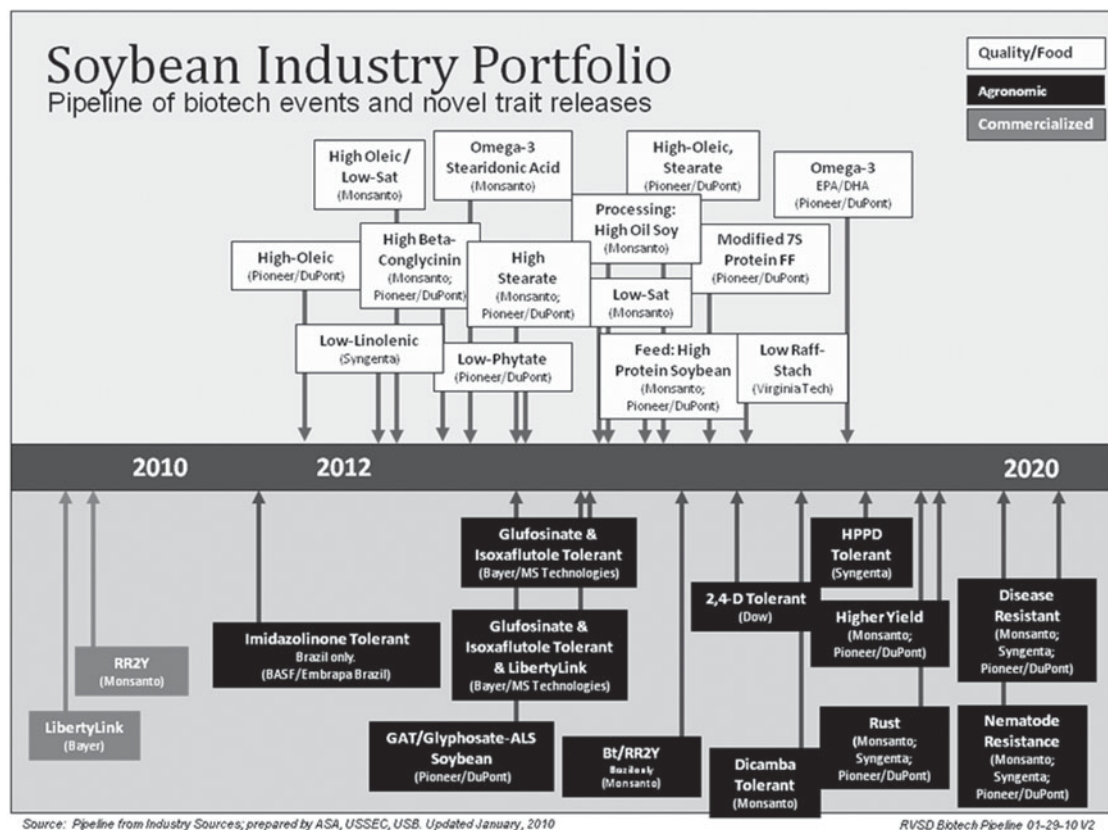 Soybean Industry Portfolio
Pipeline of biotech events and novel trait releases
Quality/Food
Agronomic
Commercialized
High Oleic /
Low-Sat
(Monsanto)
Omega-3
Stearidonic Acid
(Monsanto)
High-Oleic,
Stearate
(Pioneer/DuPont)
Omega-3
EPA/DHA
(Pioneer/DuPont)
Processing:
High Oil Soy
(Monsanto)
High-Oleic
(Pioneer/DuPont)
High Beta-
Conglycinin
(Monsanto;
Pioneer/DuPont)
High
Stearate
(Monsanto;
Pioneer/DuPont)
Modified 7S
Protein FF
(Pioneer/DuPont)
Low-Sat
(Monsanto)
Low-Linolenic
(Syngenta)
Low-Phytate
(Pioneer/DuPont)
Feed: High
Protein Soybean
(Monsanto;
Pioneer/DuPont)
Low Raff-
Stach
(Virginia Tech)
2010
2012
2020
Glufosinate &
Isoxaflutole Tolerant
(Bayer/MS Technologies)
HPPD
Tolerant
(Syngenta)
2,4-D Tolerant
(Dow)
Disease
Resistant
(Monsanto;
Syngenta;
Pioneer/DuPont)
Higher Yield
(Monsanto;
Pioneer/DuPont)
Imidazolinone Tolerant
Brazil only.
(BASF/Embrapa Brazil)
Glufosinate &
Isoxaflutole Tolerant
& LibertyLink
(Bayer/MS Technologies)
RR2Y
(Monsanto)
LibertyLink
(Bayer)
GAT/Glyphosate-ALS
Soybean
(Pioneer/DuPont)
Bt/RR2Y
Brazil only
(Monsanto)
Dicamba
Tolerant
(Monsanto)
Rust
(Monsanto;
Syngenta;
Pioneer/DuPont)
Nematode
Resistance
(Monsanto;
Syngenta;
Pioneer/DuPont)
Source: Pipeline from Industry Sources; prepared by ASA, USSEC, USB. Updated January, 2010
RVSD Biotech Pipeline 01-29-10 V2